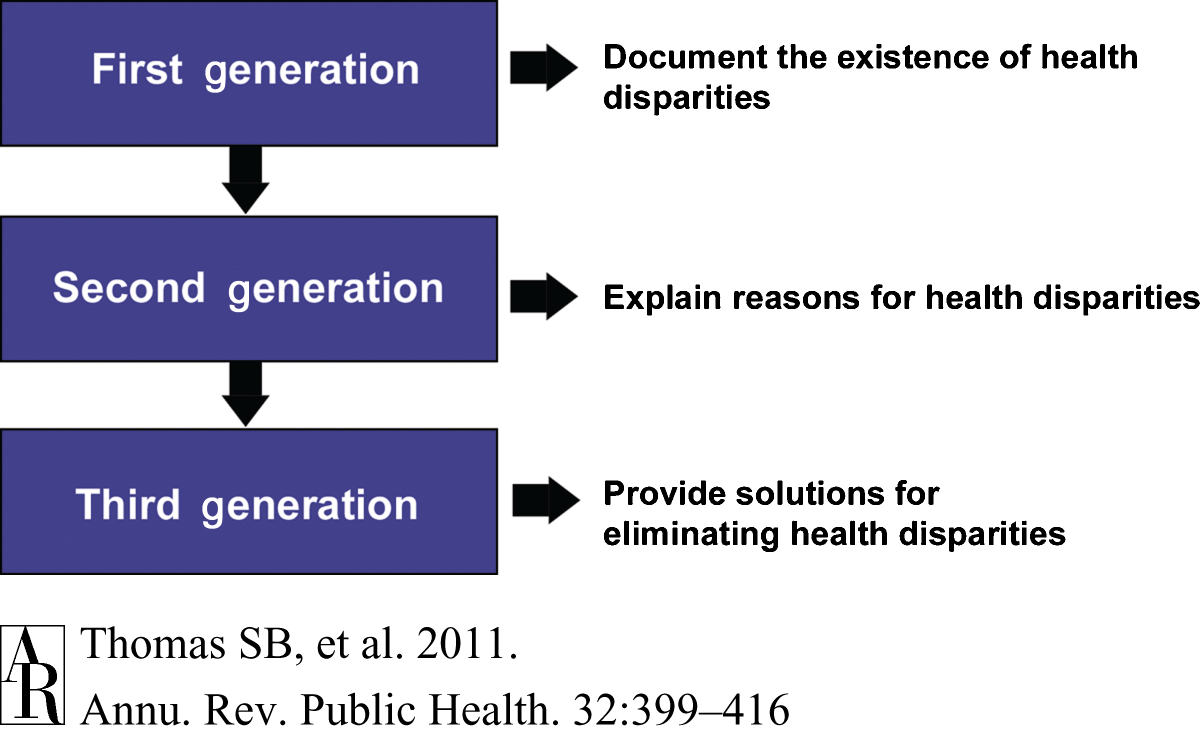 First generation
Document the existence of health
disparities
Second generation
Explain reasons for health disparities
Third generation
Provide solutions for
eliminating health disparities
AR
Thomas SB, et al. 2011.
Annu. Rev. Public Health. 32:399–416